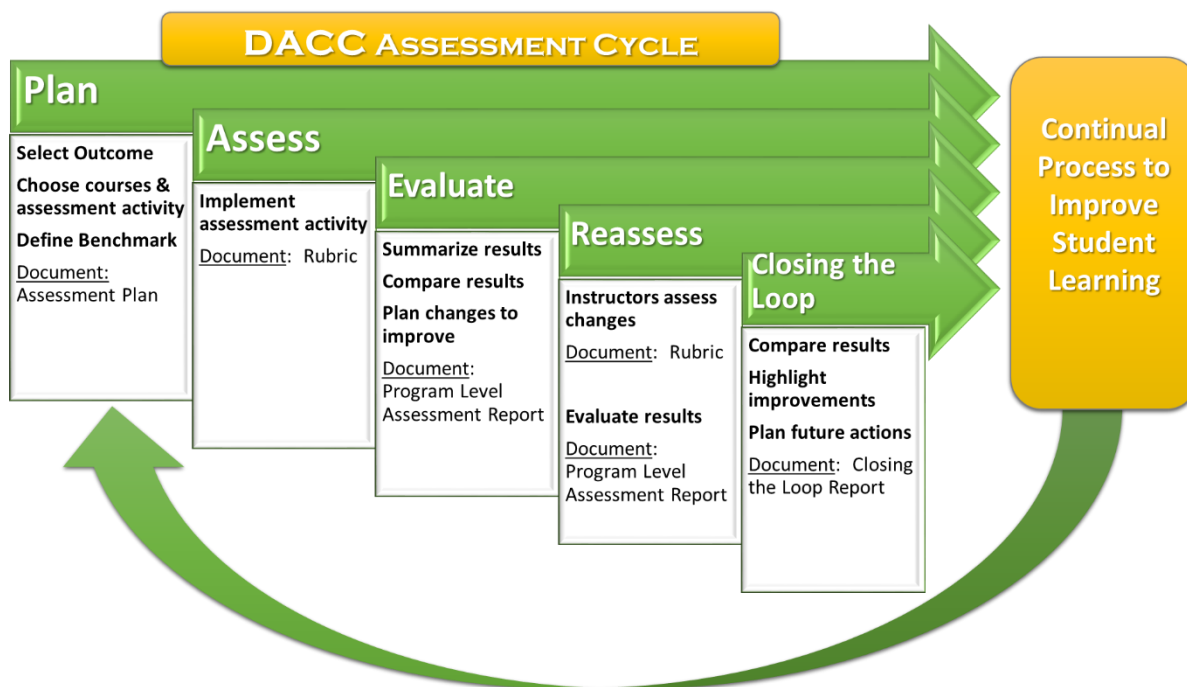 DACC Assessment Cycle
Plan
Select Outcome
Choose courses &
assessment activity
Define Benchmark
Document:
Assessment Plan
Assess
Implement
assessment activity
Document: Rubric
Evaluate
Summarize results
Compare results
Plan changes to
improve
Document:
Program Level
Assessment Report
Reassess
Instructors assess
changes
Document: Rubric
Evaluate results
Document:
Program Level
Assessment Report
Closing the
Loop
Compare results
Highlight
improvements
Plan future actions
Document: Closing
the Loop Report
Continual
Process to
Improve
Student
Learning